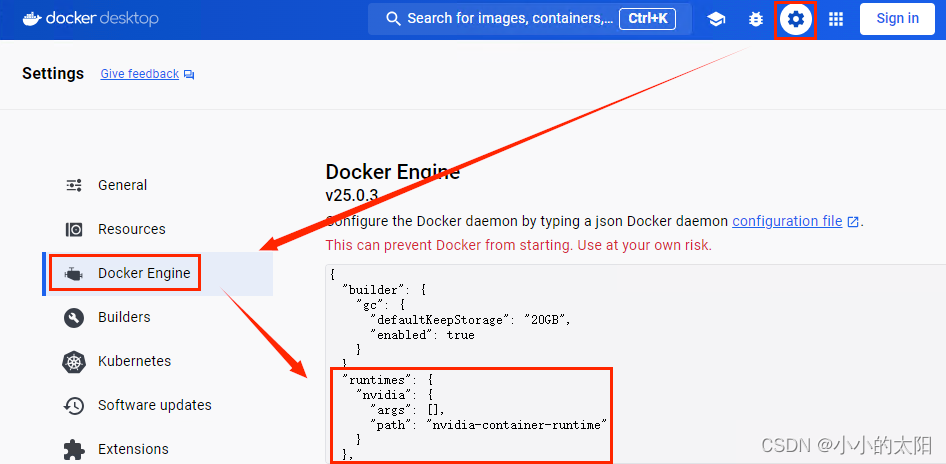 docker desktop
Search for images, containers,... Ctrl+K
Sign in
Settings Give feedback
Docker Engine
v25.0.3
Configure the Docker daemon by typing a json Docker daemon configuration file .
This can prevent Docker from starting. Use at your own risk.
General
Resources
Docker Engine
Builders
Kubernetes
Software updates
Extensions
{
"builder": {
"gc": {
"defaultKeepStorage": "20GB",
"enabled": true
}
}
"runtimes": {
"nvidia": {
"args": [],
"path": "nvidia-container-runtime"
}
},
CSDN @小小的太阳